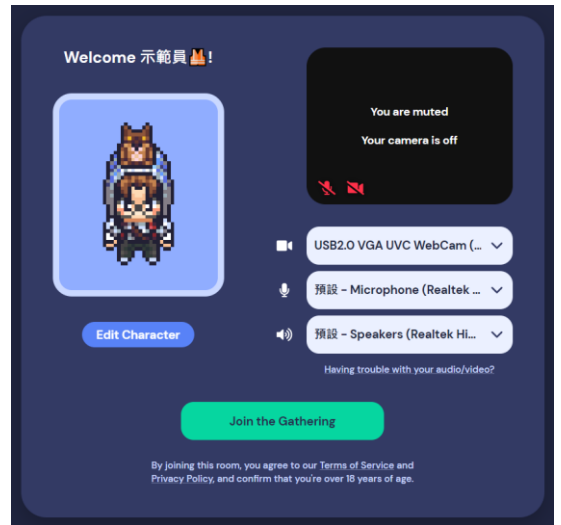 Welcome 示範員🦺!
You are muted
Your camera is off
USB2.0 VGA UVC WebCam (...
預設 - Microphone (Realtek ...
預設 - Speakers (Realtek Hi...
Edit Character
Having trouble with your audio/video?
Join the Gathering
By joining this room, you agree to our Terms of Service and
Privacy Policy, and confirm that you're over 18 years of age.